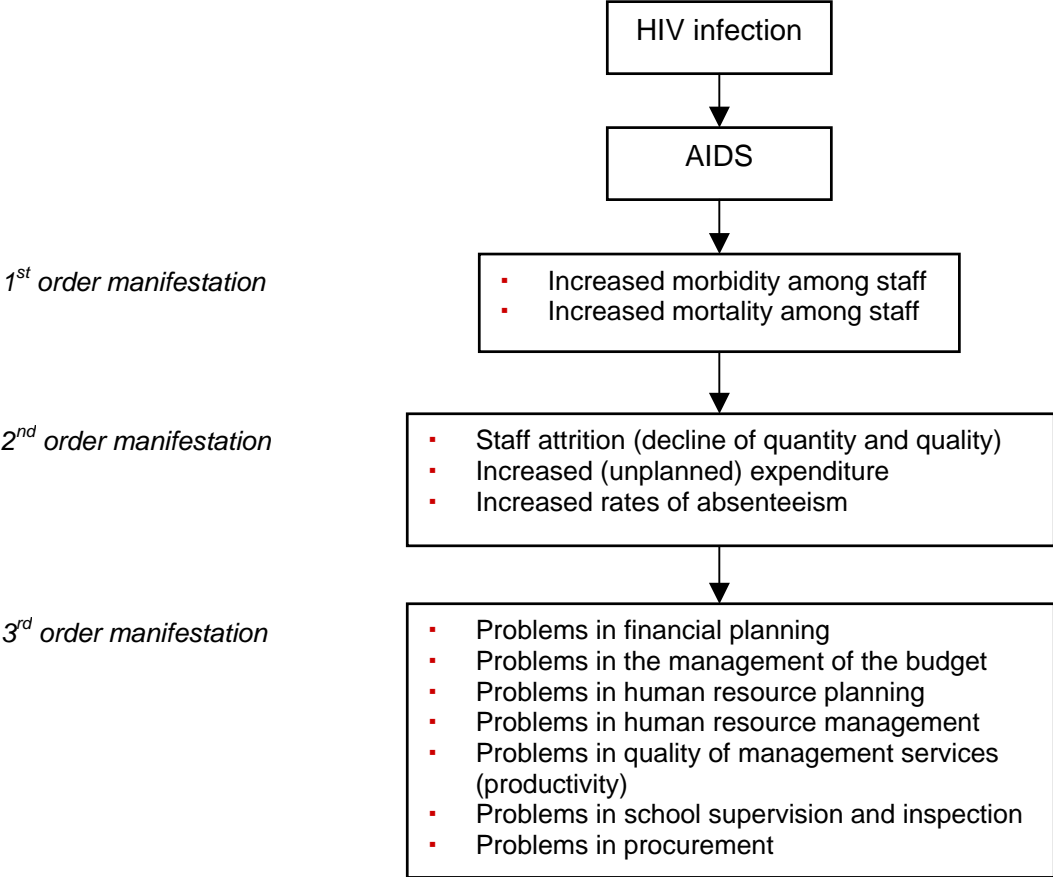 HIV infection
AIDS
1st order manifestation
▪ Increased morbidity among staff
▪ Increased mortality among staff
2nd order manifestation
▪ Staff attrition (decline of quantity and quality)
▪ Increased (unplanned) expenditure
▪ Increased rates of absenteeism
3rd order manifestation
▪ Problems in financial planning
▪ Problems in the management of the budget
▪ Problems in human resource planning
▪ Problems in human resource management
▪ Problems in quality of management services
(productivity)
▪ Problems in school supervision and inspection
▪ Problems in procurement